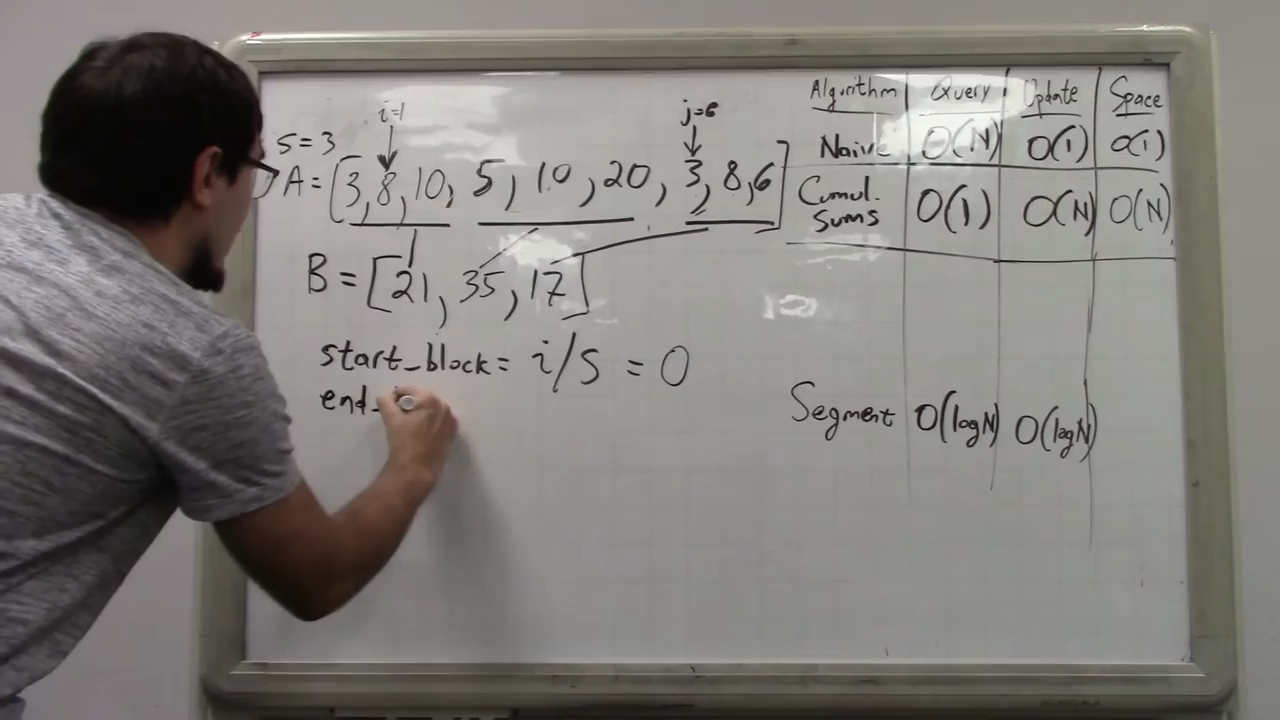 i=1
j=6
S=3
A=[3,8,10, 5,10,20, 3,8,6]
B=[21,35,17]
start_block= i/S = 0
end_
Algorithm Query Update Space
Naive O(N) O(1) O(1)
Cumul. Sums O(1) O(N) O(N)
Segment O(logN) O(logN)